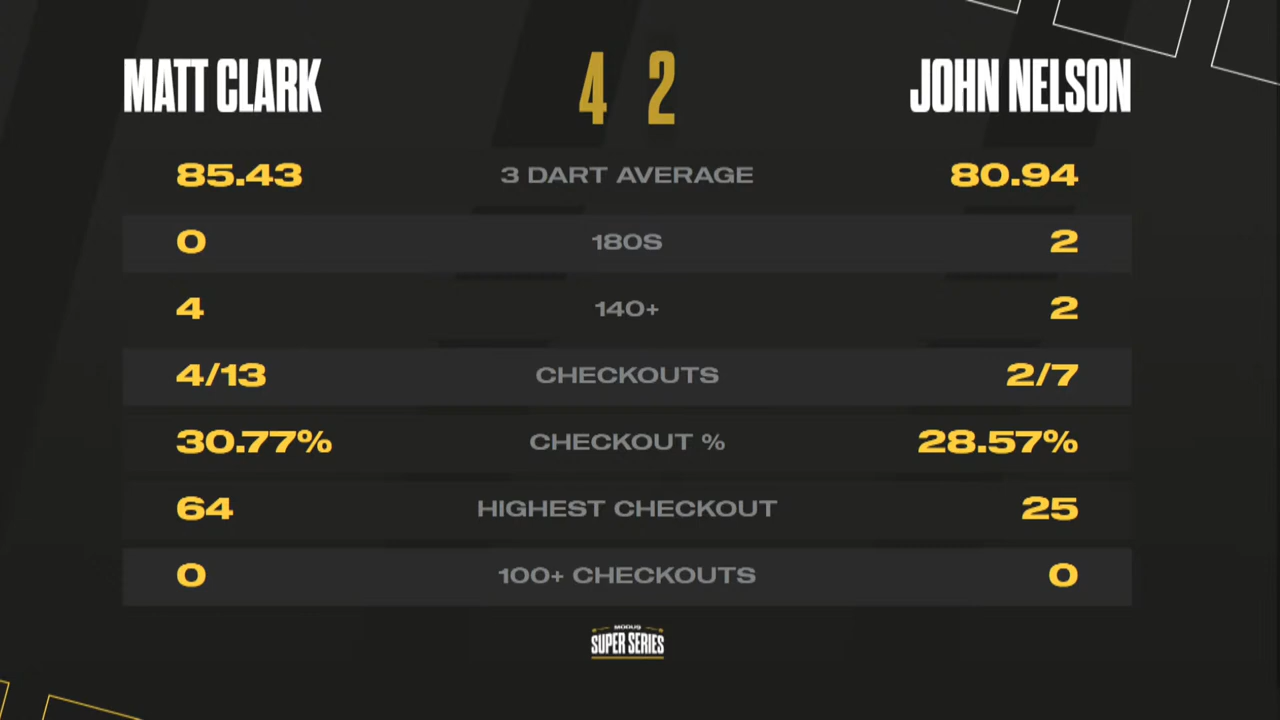 MATT CLARK 4 2 JOHN NELSON
85.43 3 DART AVERAGE 80.94
0 180S 2
4 140+ 2
4/13 CHECKOUTS 2/7
30.77% CHECKOUT % 28.57%
64 HIGHEST CHECKOUT 25
0 100+ CHECKOUTS 0
MODUS
SUPER SERIES